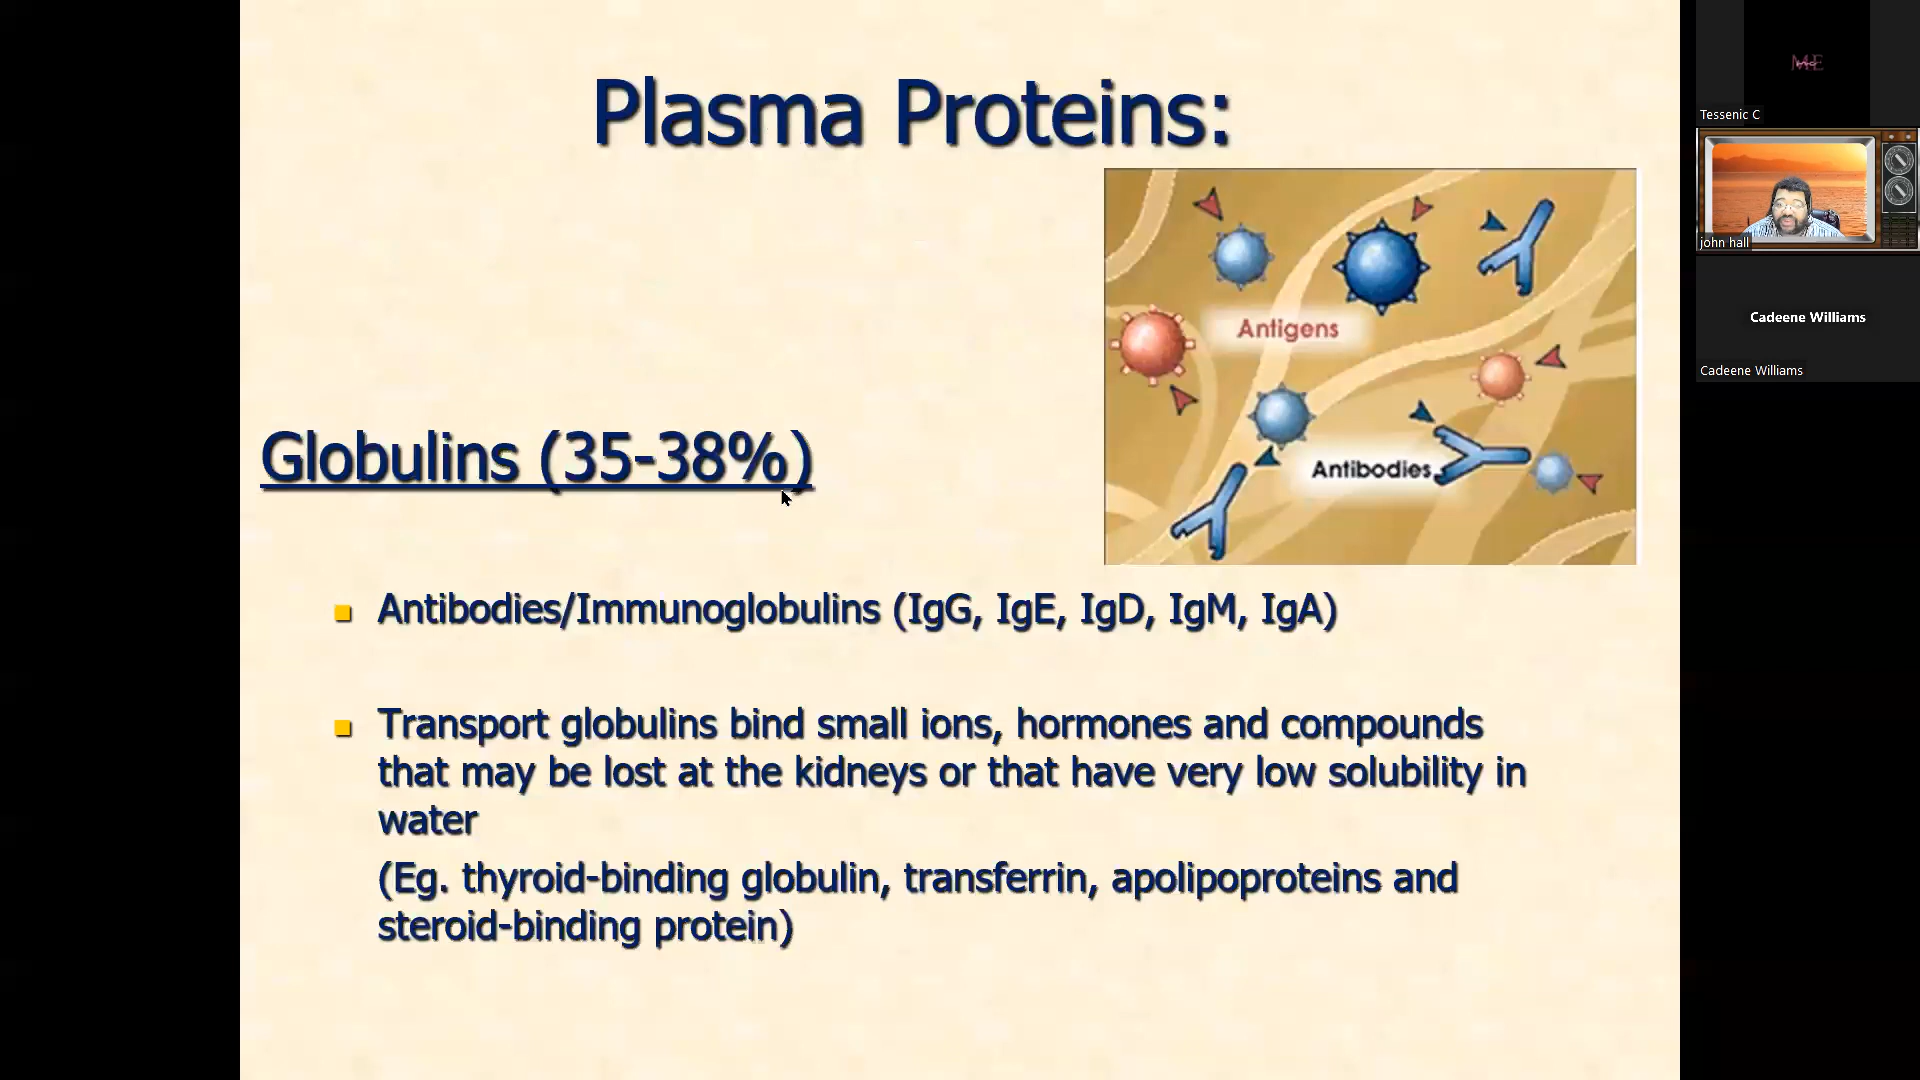 Plasma Proteins:
Antigens
Antibodies
Globulins (35-38%)
Antibodies/Immunoglobulins (IgG, IgE, IgD, IgM, IgA)
Transport globulins bind small ions, hormones and compounds
that may be lost at the kidneys or that have very low solubility in
water
(Eg. thyroid-binding globulin, transferrin, apolipoproteins and
steroid-binding protein)
Tessenic C
john hall
Cadeene Williams
Cadeene Williams